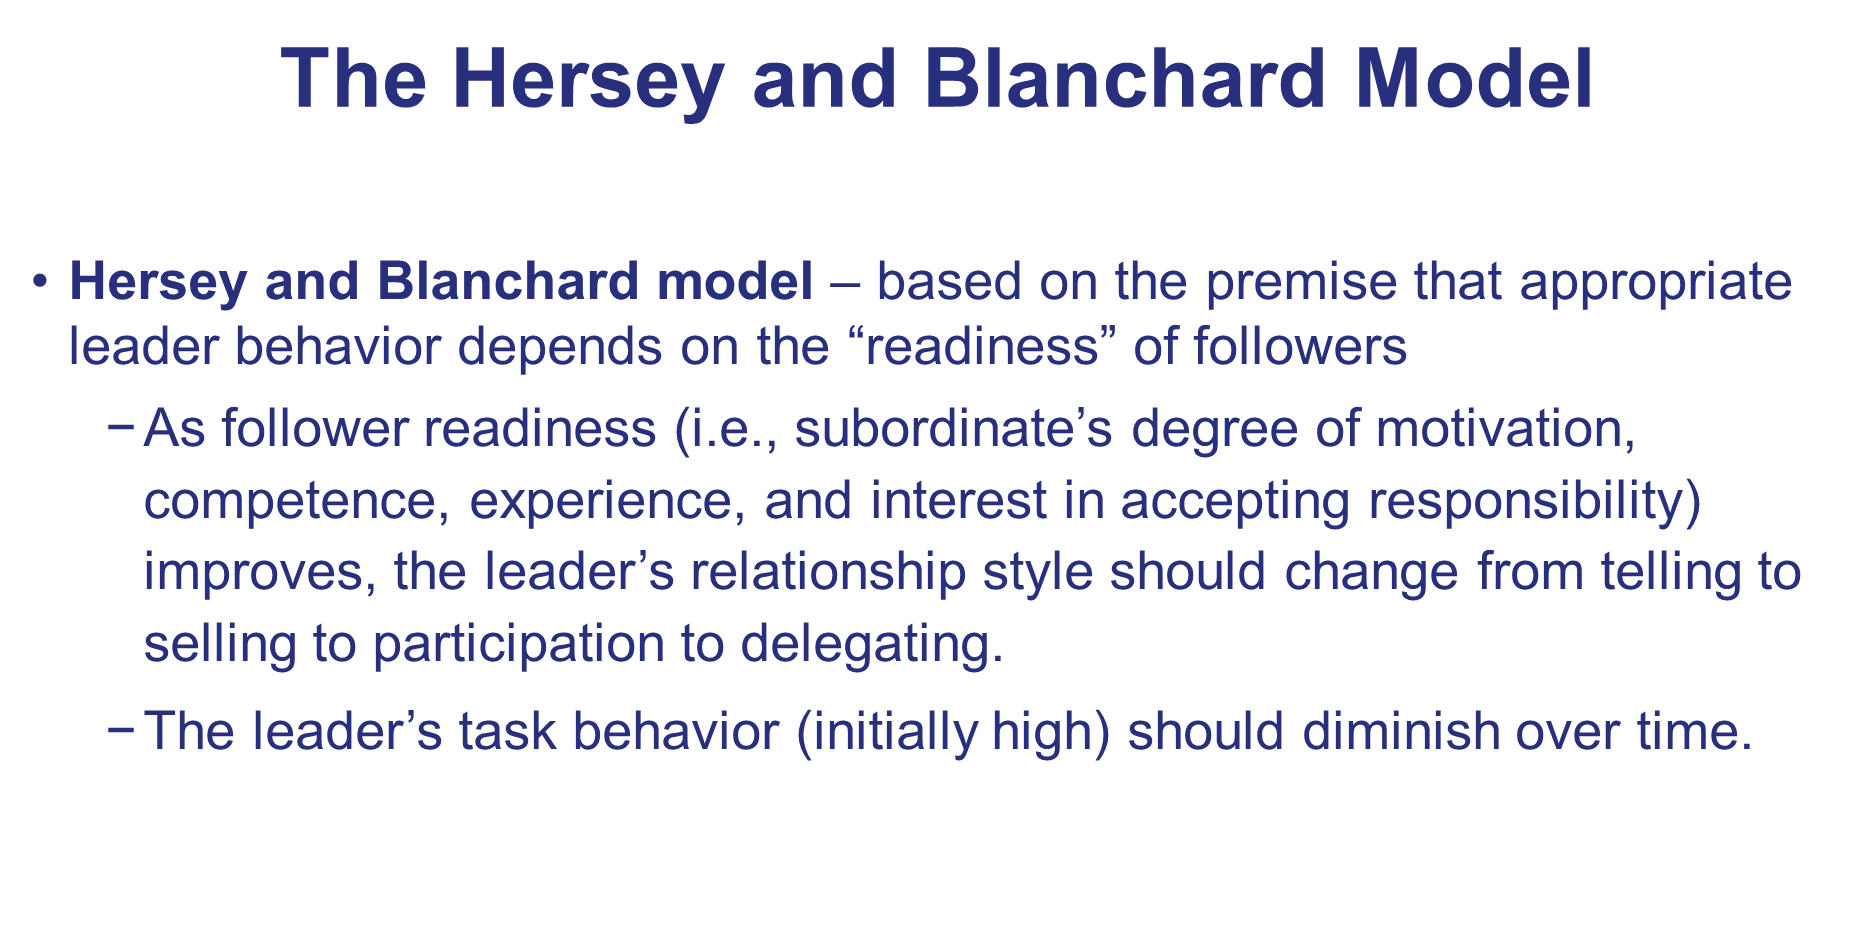 The Hersey and Blanchard Model
• Hersey and Blanchard model – based on the premise that appropriate
leader behavior depends on the “readiness” of followers
− As follower readiness (i.e., subordinate’s degree of motivation,
competence, experience, and interest in accepting responsibility)
improves, the leader’s relationship style should change from telling to
selling to participation to delegating.
− The leader’s task behavior (initially high) should diminish over time.